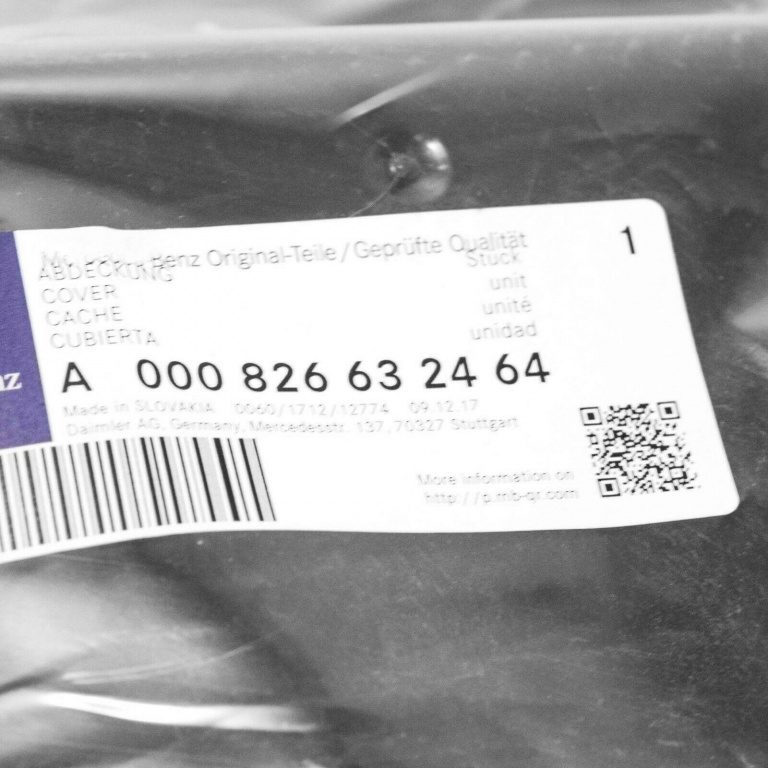 Benz Original-Teile / Geprüfte Qualität
1
ABDECKUNG Stück
COVER unit
CACHE unité
CUBIERTA unidad
nz
A 000 826 63 24 64
Made in SLOVAKIA 0060/1712/12774 09.12.17
Daimler AG, Germany, Mercedesstr. 137, 70327 Stuttgart
More information on
http://p.mb-qr.com